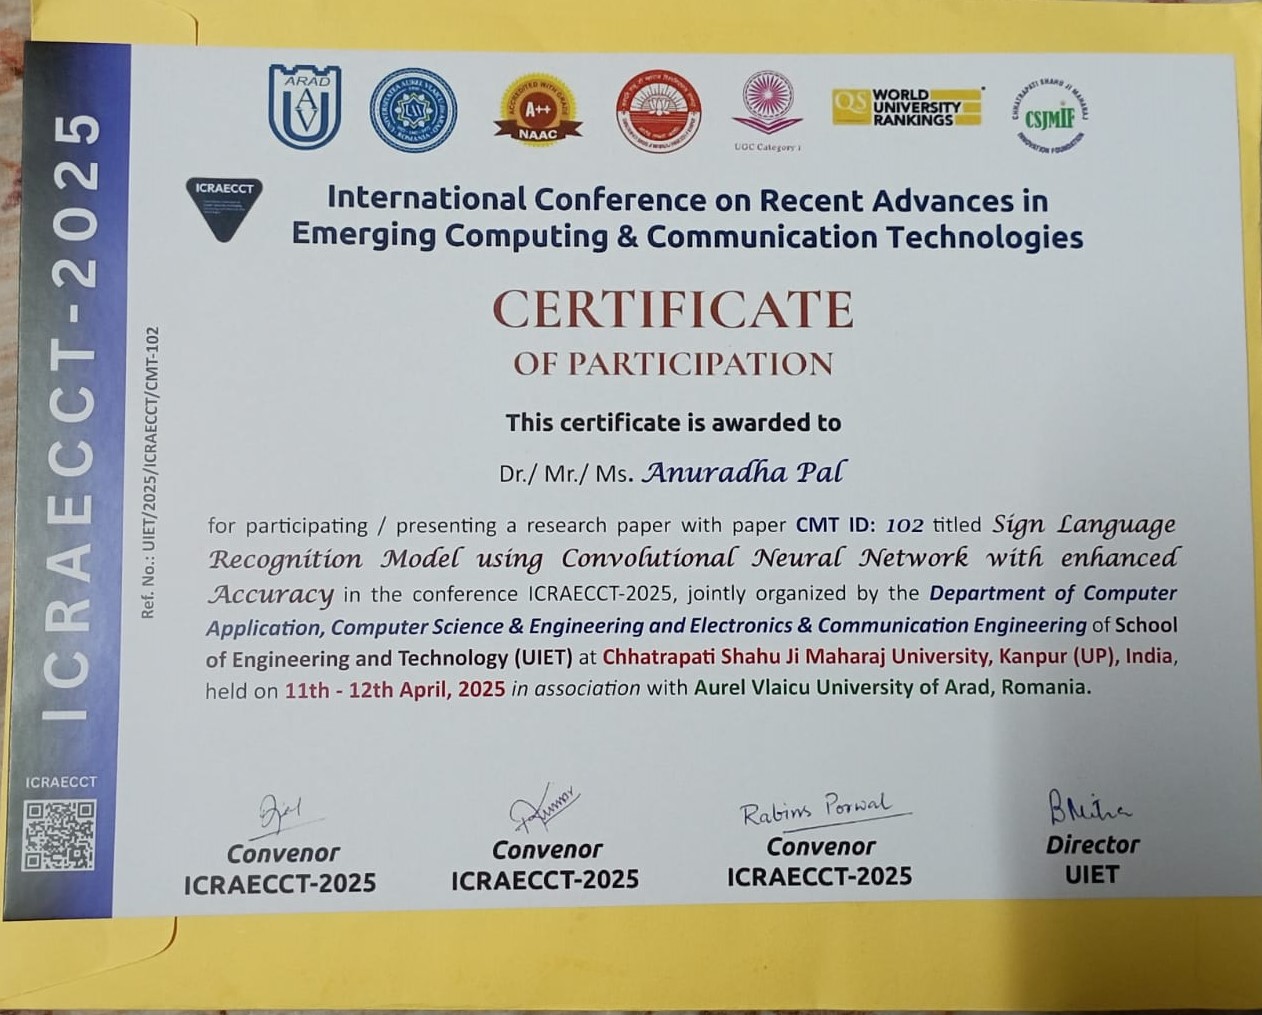 ARAD
UAV
ACCREDITED WITH GRADE
A++
NAAC
UGC Category I
QS WORLD
UNIVERSITY
RANKINGS
CHHATRAPATI SHAHU JI MAHARAJ
CSJMIF
INNOVATION FOUNDATION
ICRAECCT
International Conference on Recent Advances in
Emerging Computing & Communication Technologies
CERTIFICATE
OF PARTICIPATION
This certificate is awarded to
Dr./ Mr./ Ms. Anuradha Pal
for participating / presenting a research paper with paper CMT ID: 102 titled Sign Language
Recognition Model using Convolutional Neural Network with enhanced
Accuracy in the conference ICRAECCT-2025, jointly organized by the Department of Computer
Application, Computer Science & Engineering and Electronics & Communication Engineering of School
of Engineering and Technology (UIET) at Chhatrapati Shahu Ji Maharaj University, Kanpur (UP), India,
held on 11th - 12th April, 2025 in association with Aurel Vlaicu University of Arad, Romania.
Ref. No.: UIET/2025/ICRAECCT/CMT-102
ICRAECCT-2025
ICRAECCT
Porwal
Convenor
ICRAECCT-2025
Convenor
ICRAECCT-2025
Convenor
ICRAECCT-2025
Director
UIET